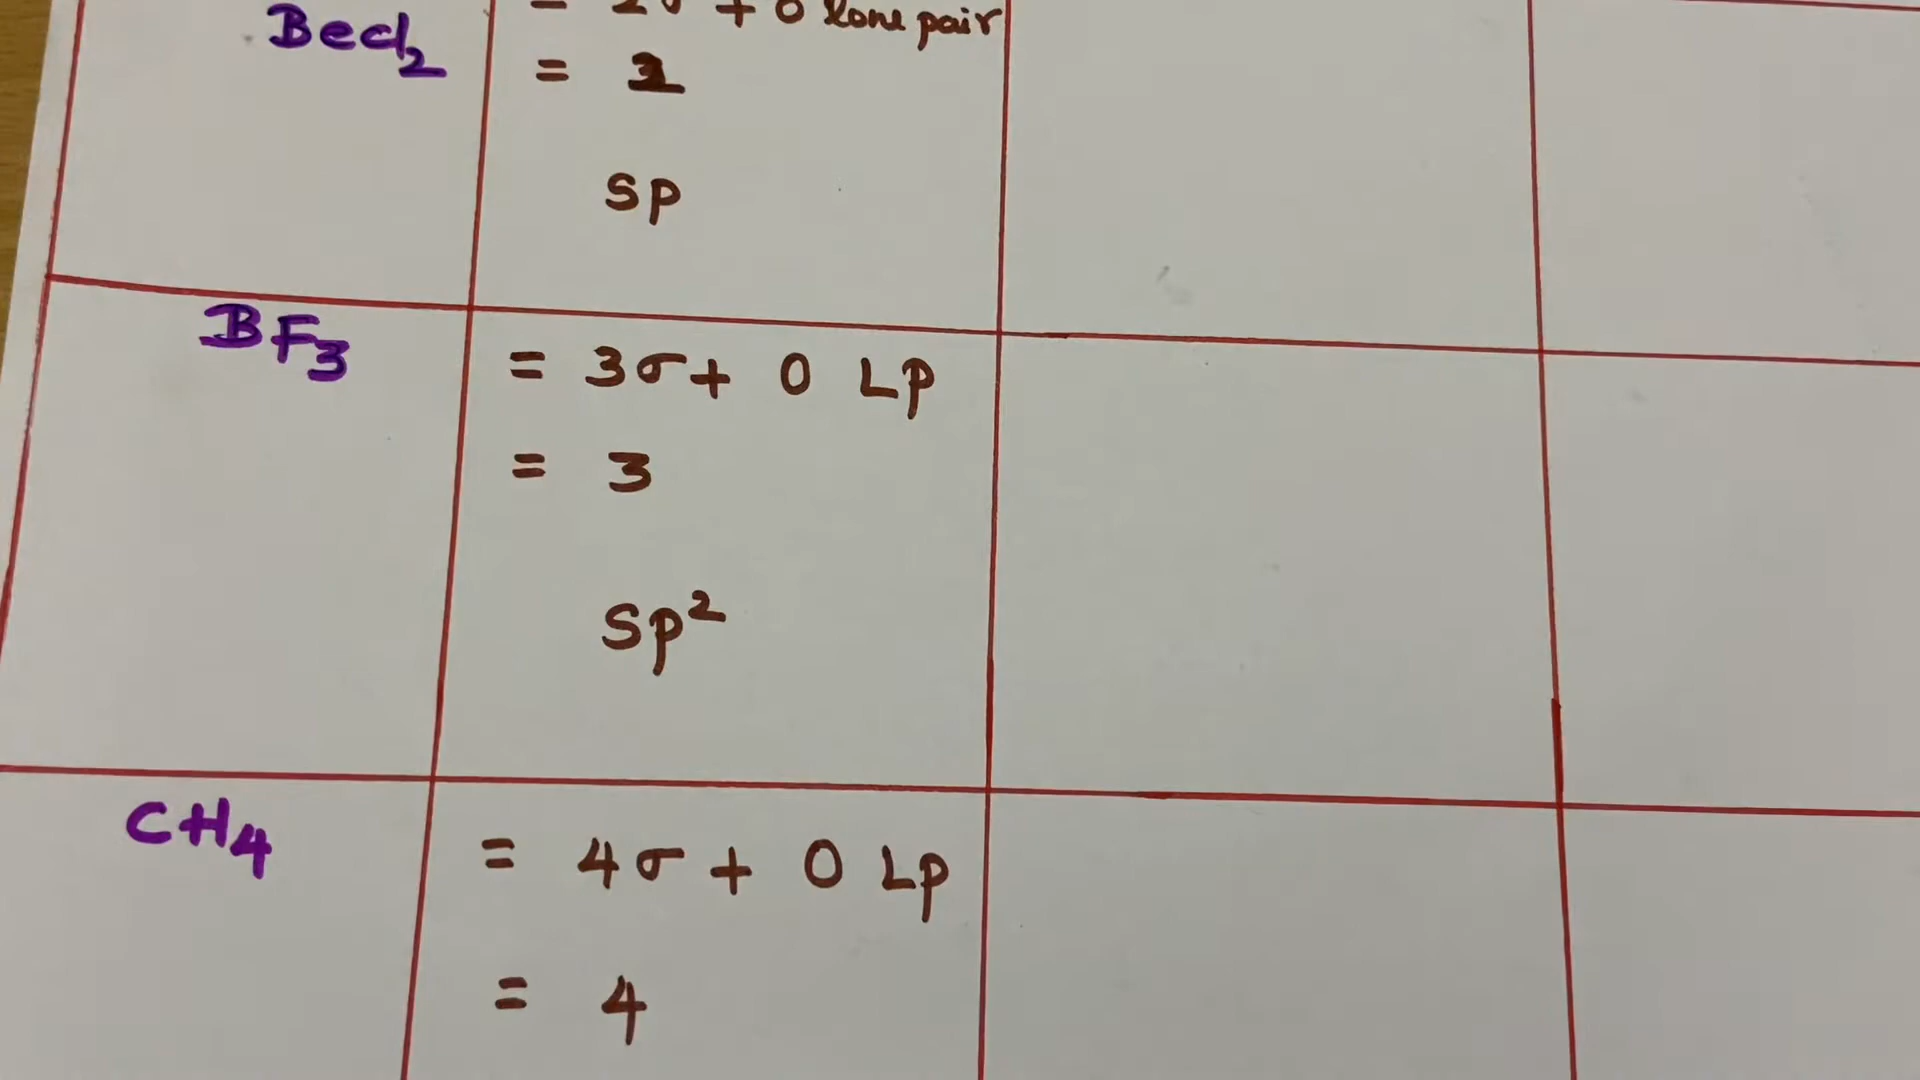 BeCl2
= 2σ + 0 lone pair
= 2
SP
BF3
= 3σ + 0 LP
= 3
SP²
CH4
= 4σ + 0 LP
= 4